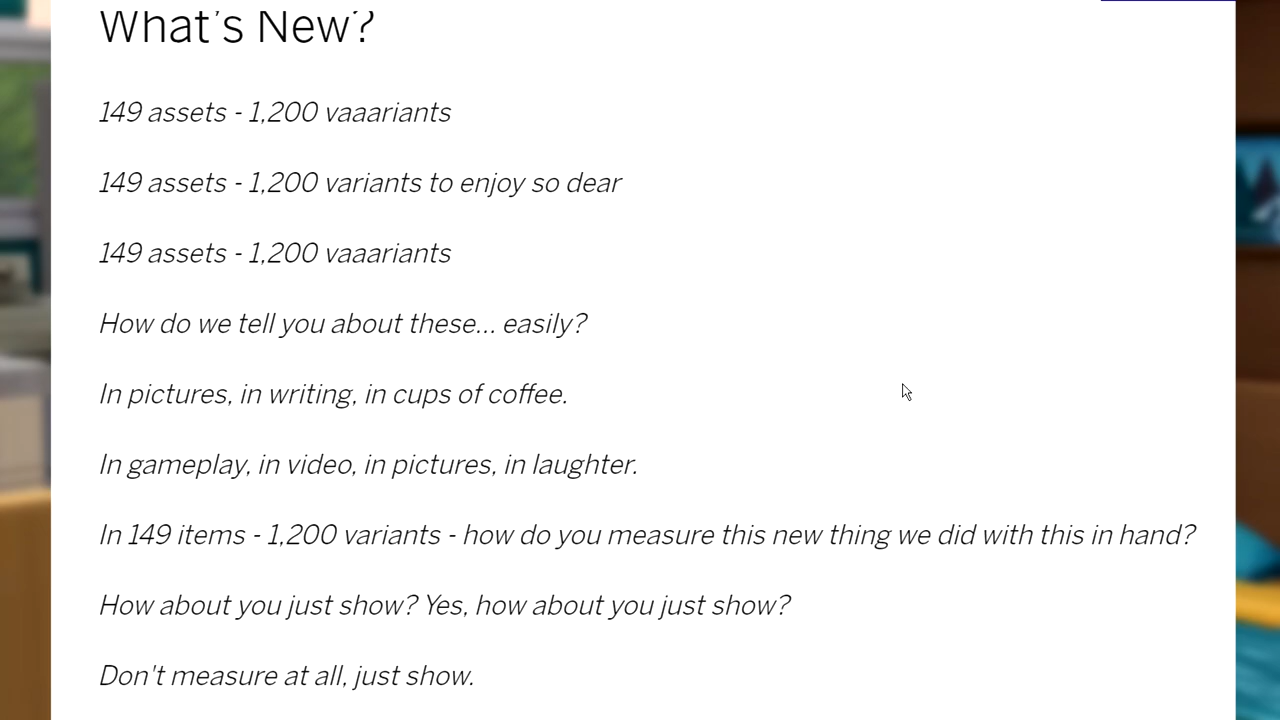 What's New?
149 assets - 1,200 vaaariants
149 assets - 1,200 variants to enjoy so dear
149 assets - 1,200 vaaariants
How do we tell you about these... easily?
In pictures, in writing, in cups of coffee.
In gameplay, in video, in pictures, in laughter.
In 149 items - 1,200 variants - how do you measure this new thing we did with this in hand?
How about you just show? Yes, how about you just show?
Don't measure at all, just show.